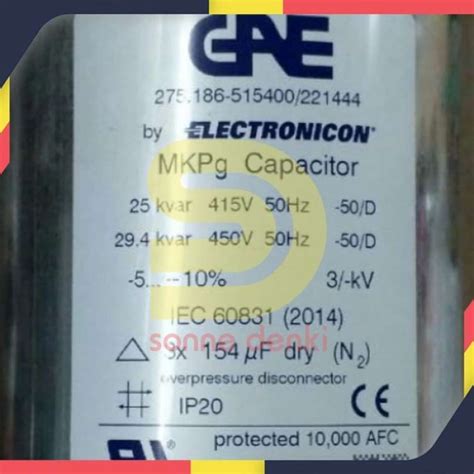 GAE
275.186-515400/221444
by ELECTRONICON®
MKPg Capacitor
25 kvar 415V 50Hz -50/D
29.4 kvar 450V 50Hz -50/D
-5...--10% 3/-kV
IEC 60831 (2014)
sonne denki
△ 3x 154 µF dry (N₂)
overpressure disconnector
IP20 CE
protected 10,000 AFC